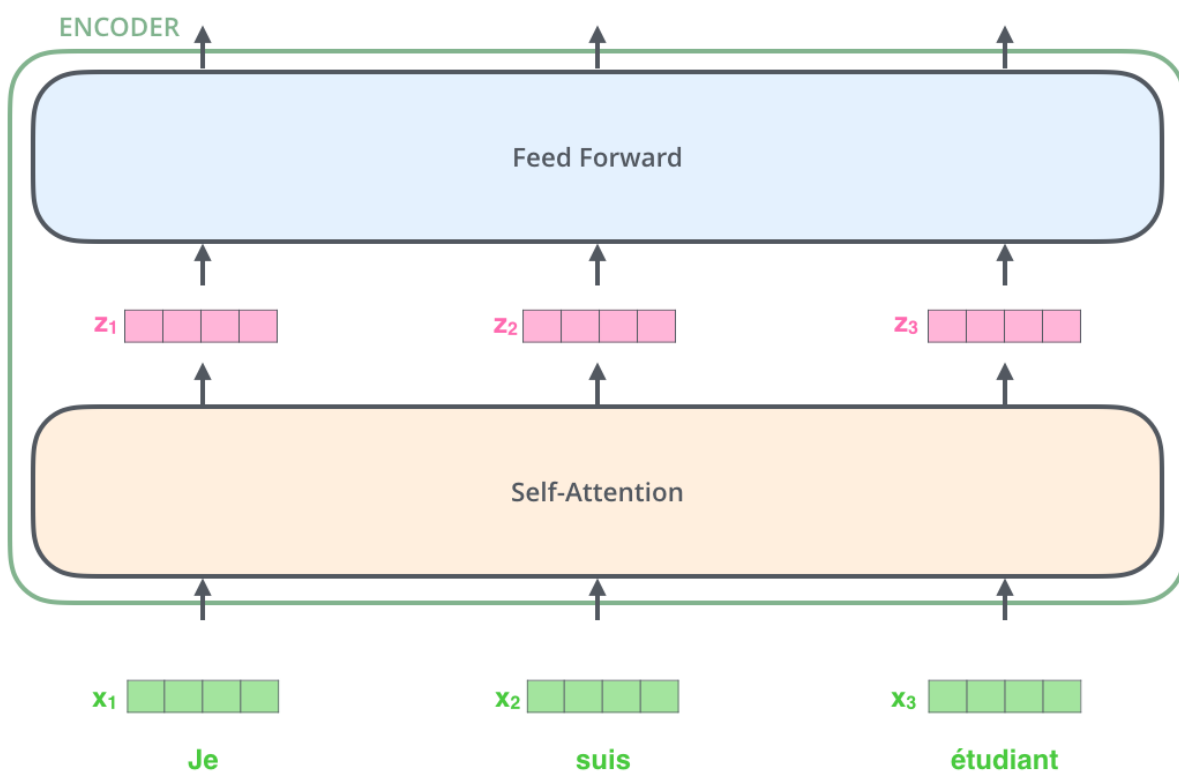 ENCODER
Feed Forward
z₁ z₂ z₃
Self-Attention
x₁ x₂ x₃
Je suis étudiant